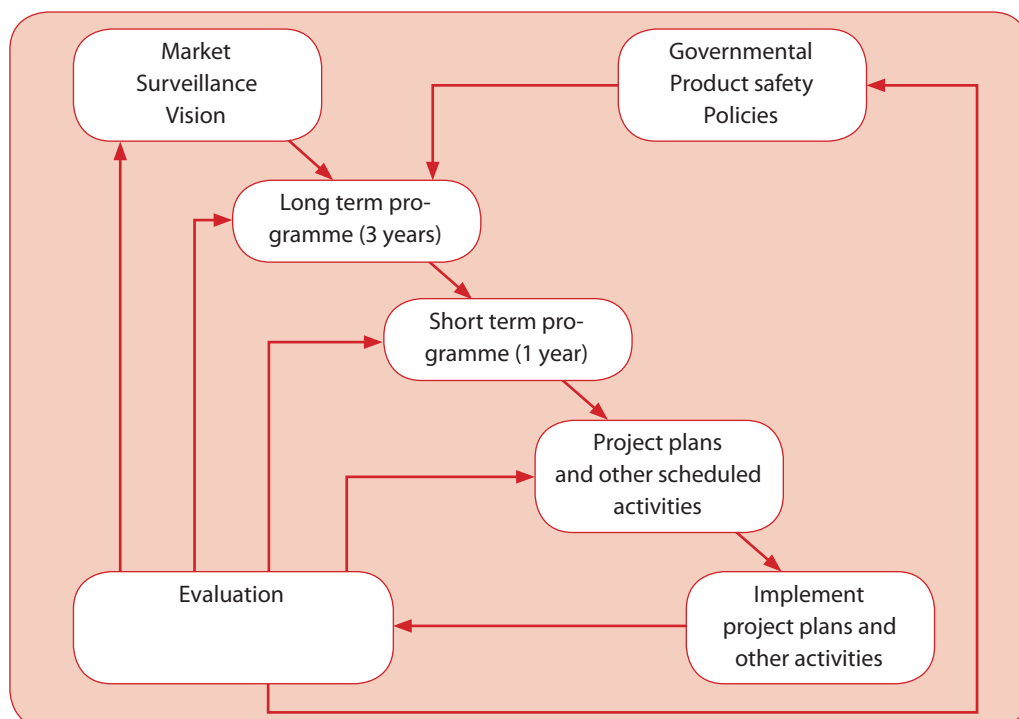 Market
Surveillance
Vision
Governmental
Product safety
Policies
Long term pro-
gramme (3 years)
Short term pro-
gramme (1 year)
Project plans
and other scheduled
activities
Evaluation
Implement
project plans and
other activities